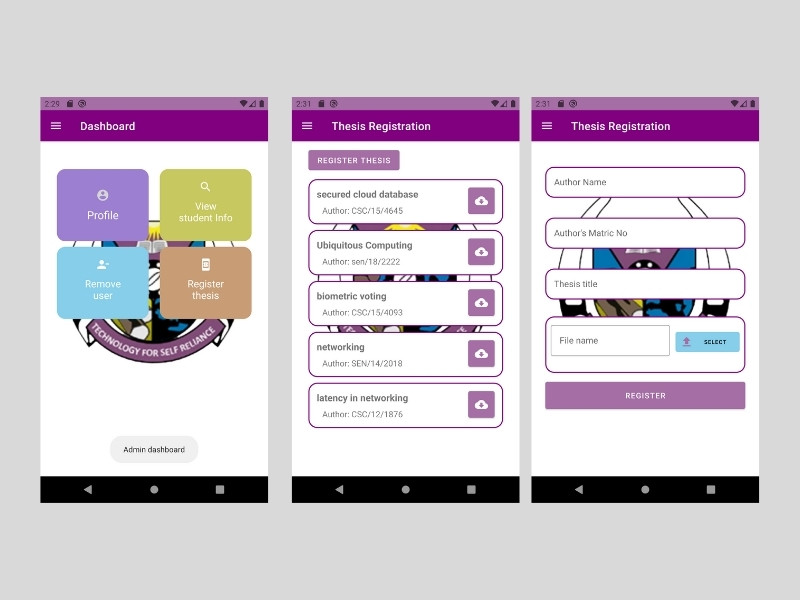 2:29
Dashboard
Profile
View
student Info
Remove
user
Register
thesis
TECHNOLOGY FOR SELF RELIANCE
Admin dashboard
2:31
Thesis Registration
REGISTER THESIS
secured cloud database
Author: CSC/15/4645
Ubiquitous Computing
Author: sen/18/2222
biometric voting
Author: CSC/15/4093
networking
Author: SEN/14/2018
latency in networking
Author: CSC/12/1876
2:31
Thesis Registration
Author Name
Author's Matric No
Thesis title
File name
SELECT
REGISTER